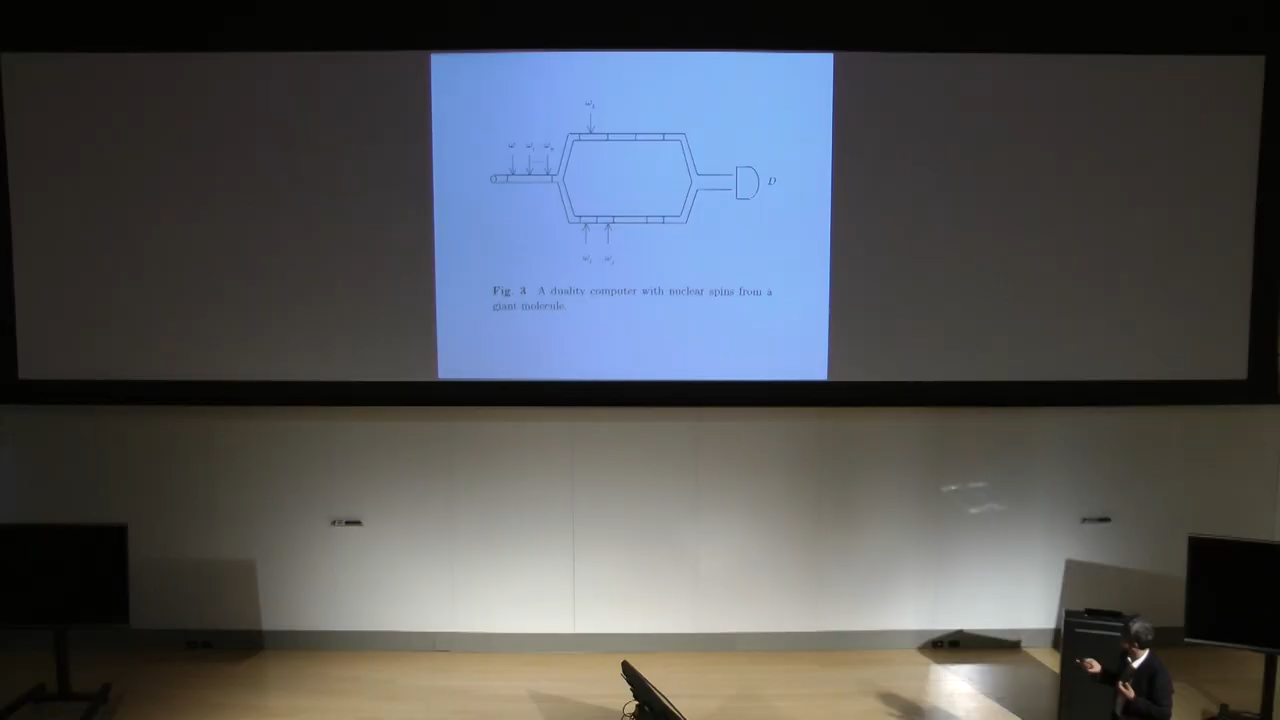 D
Fig. 3 A duality computer with nuclear spins from a
giant molecule.